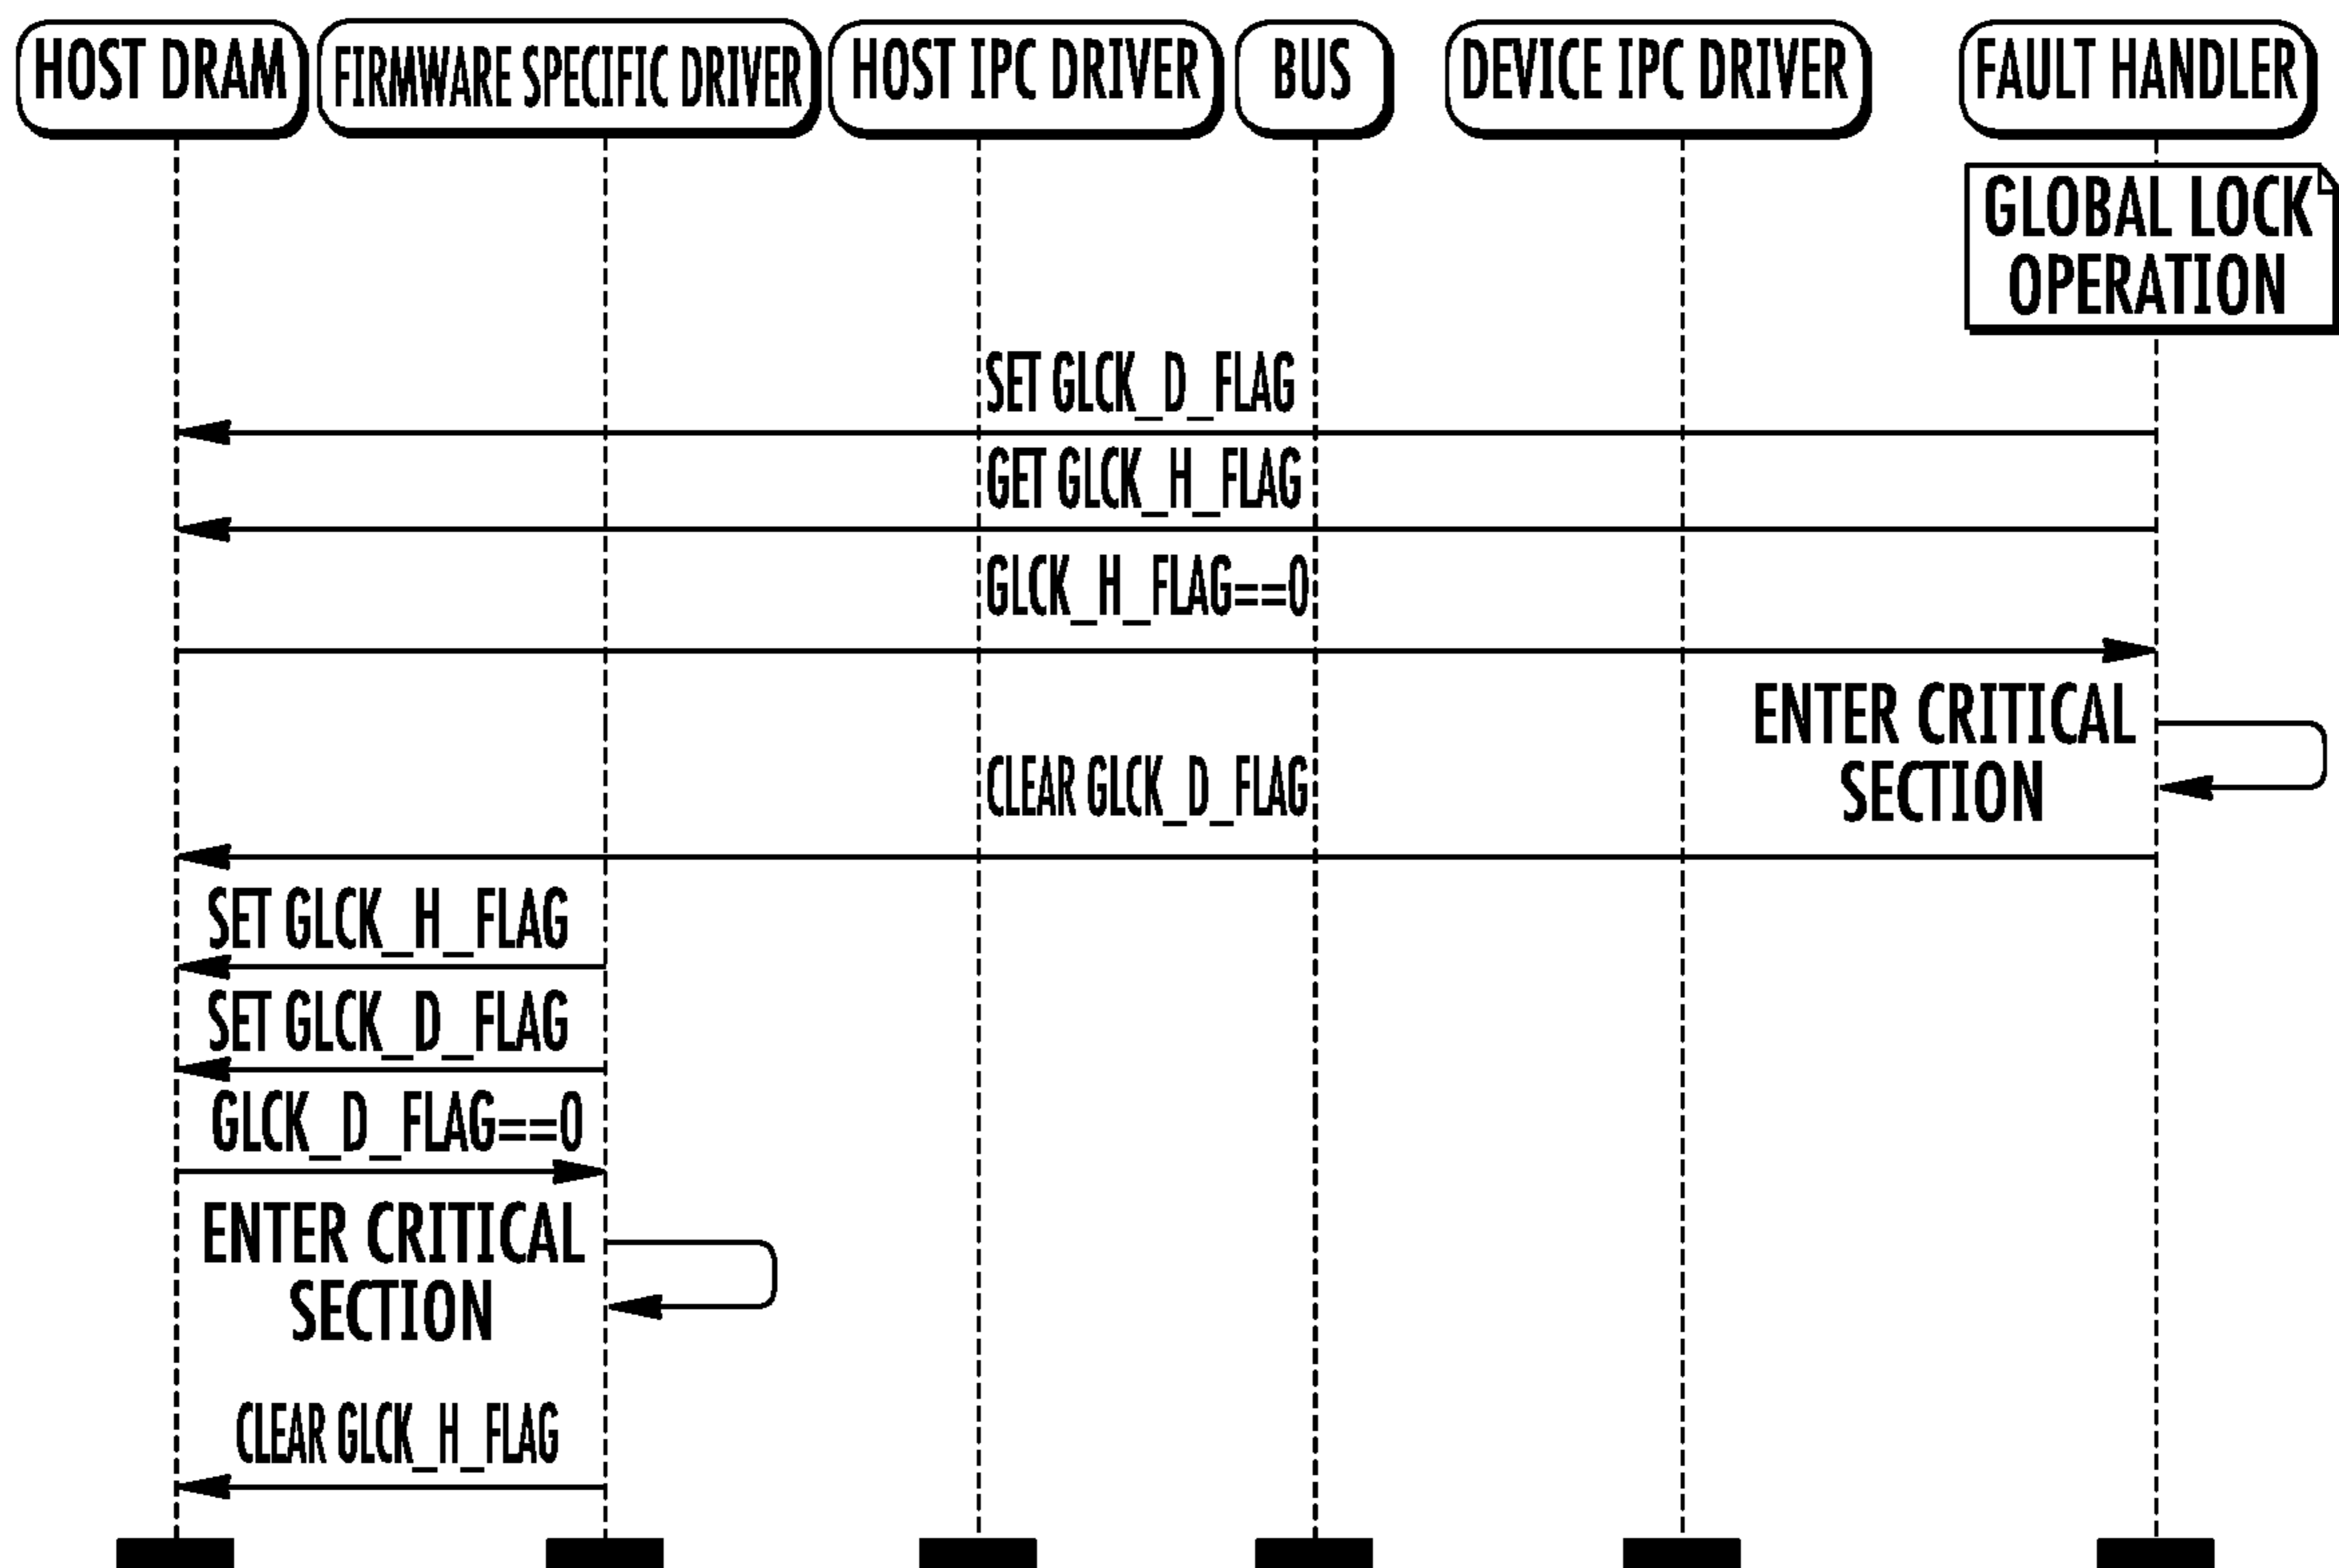 HOST DRAM
FIRMWARE SPECIFIC DRIVER
HOST IPC DRIVER
BUS
DEVICE IPC DRIVER
FAULT HANDLER
GLOBAL LOCK
OPERATION
SET GLCK_D_FLAG
GET GLCK_H_FLAG
GLCK_H_FLAG==0
ENTER CRITICAL
SECTION
CLEAR GLCK_D_FLAG
SET GLCK_H_FLAG
SET GLCK_D_FLAG
GLCK_D_FLAG==0
ENTER CRITICAL
SECTION
CLEAR GLCK_H_FLAG